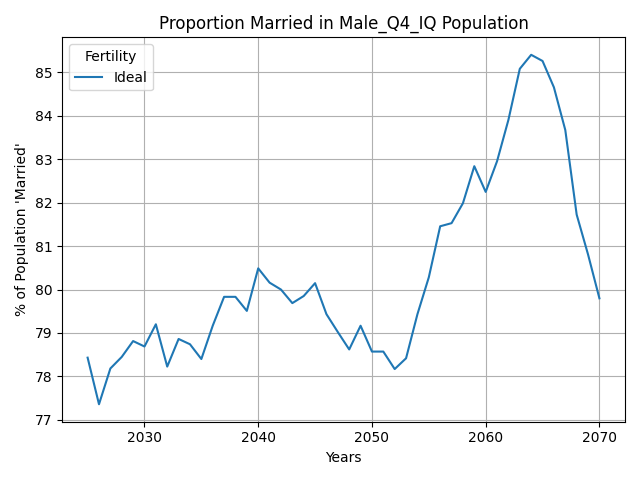 Proportion Married in Male_Q4_IQ Population
Fertility
Ideal
% of Population 'Married'
85
84
83
82
81
80
79
78
77
2030
2040
2050
2060
2070
Years